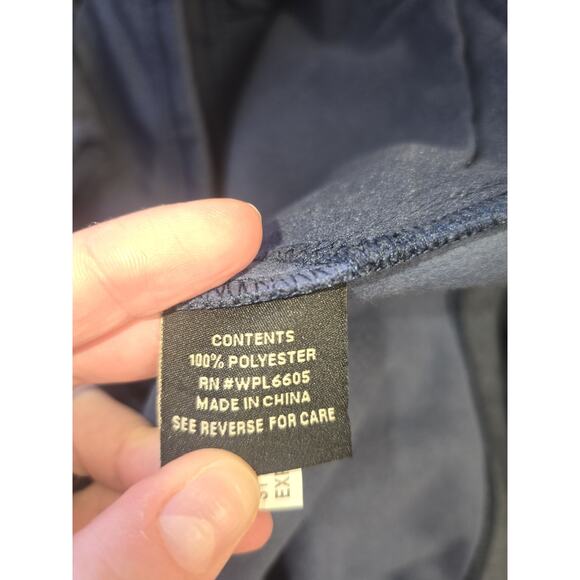 CONTENTS
100% POLYESTER
RN #WPL6605
MADE IN CHINA
SEE REVERSE FOR CARE